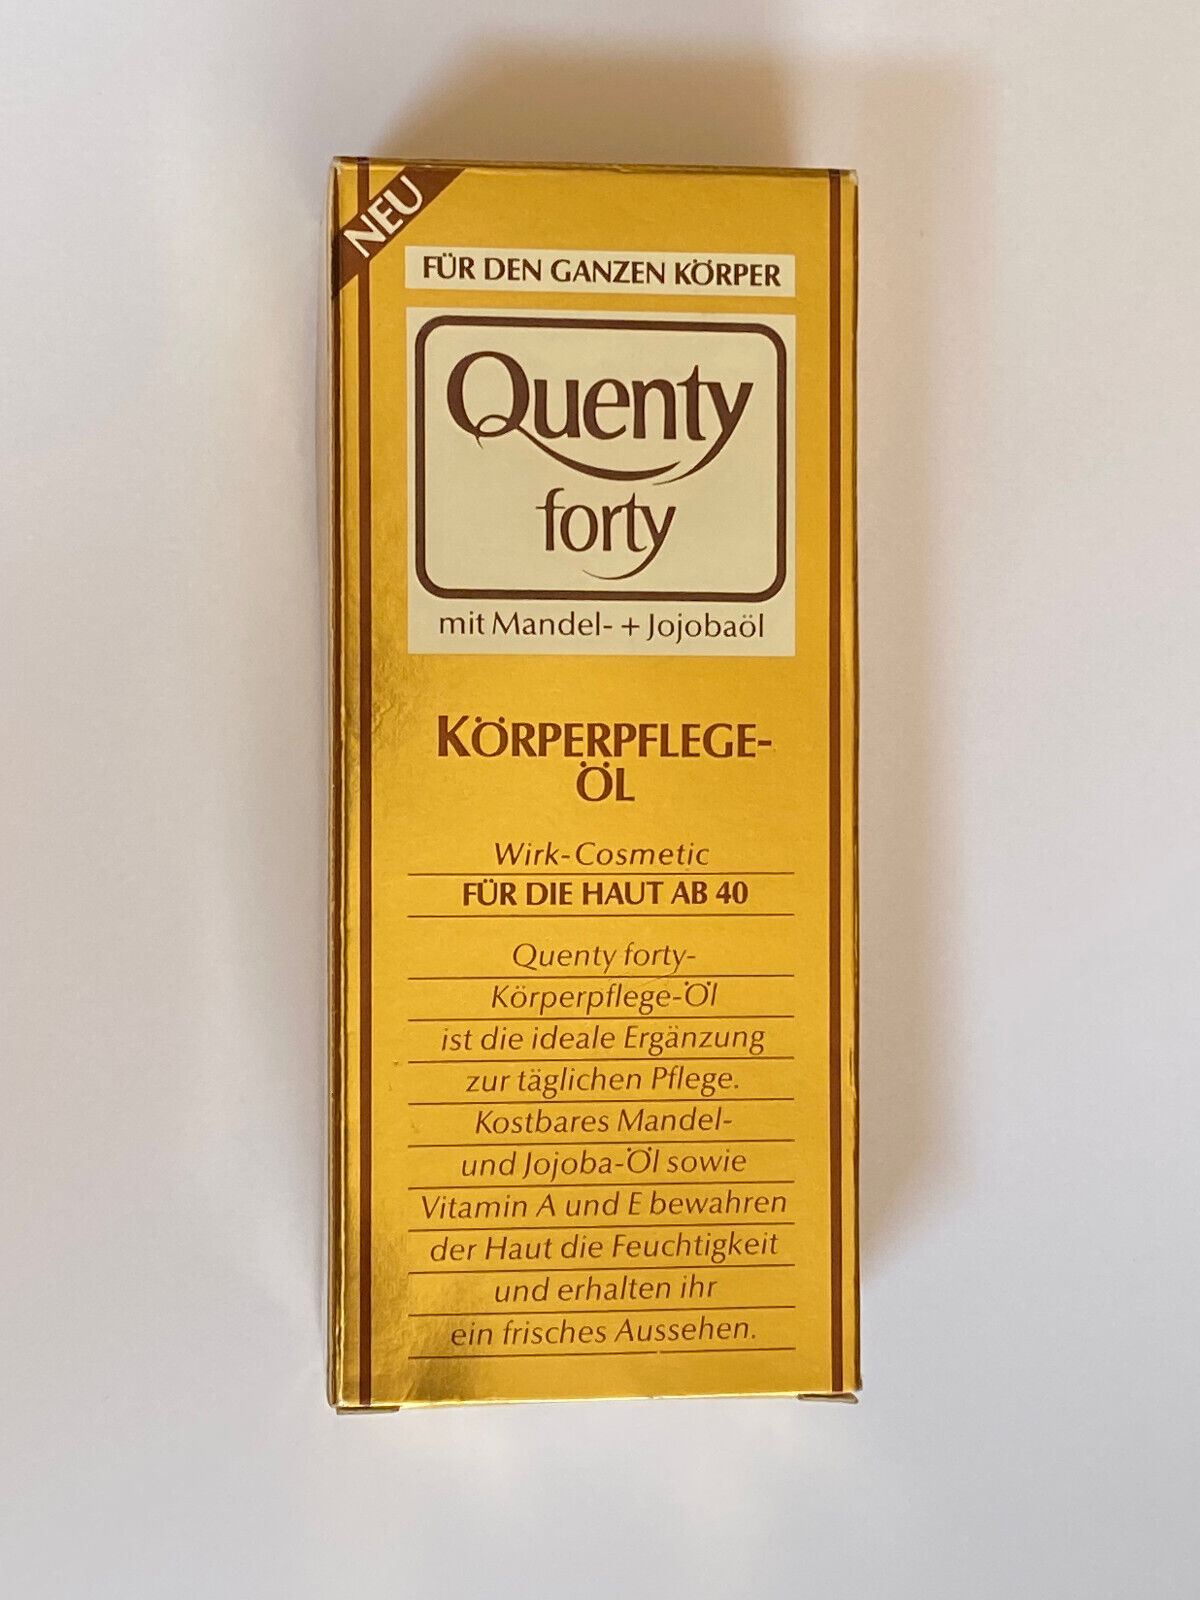 NEU
FÜR DEN GANZEN KÖRPER
Quenty
forty
mit Mandel- + Jojobaöl
KÖRPERPFLEGE-
ÖL
Wirk-Cosmetic
FÜR DIE HAUT AB 40
Quenty forty-
Körperpflege-Öl
ist die ideale Ergänzung
zur täglichen Pflege.
Kostbares Mandel-
und Jojoba-Öl sowie
Vitamin A und E bewahren
der Haut die Feuchtigkeit
und erhalten ihr
ein frisches Aussehen.